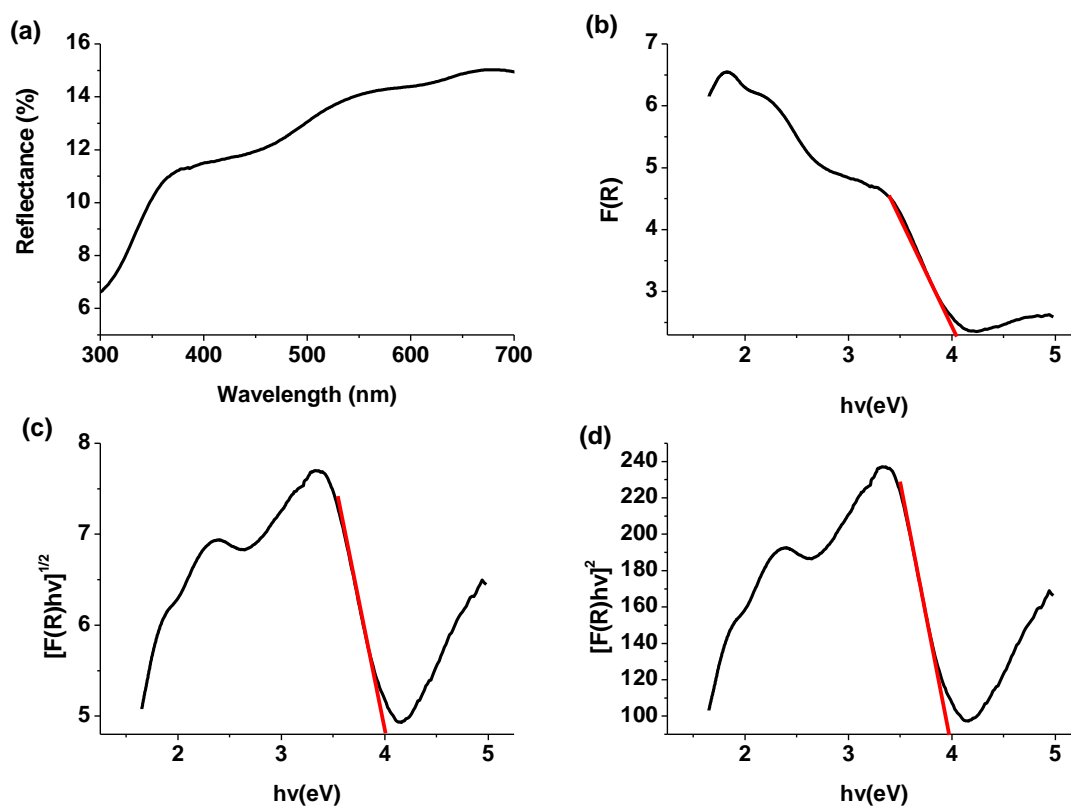 (a)
16
14
12
10
8
6
Reflectance (%)
300 400 500 600 700
Wavelength (nm)
(b)
7
6
5
4
3
F(R)
2 3 4 5
hv(eV)
(c)
8
7
6
5
[F(R)hv]^1/2
2 3 4 5
hv(eV)
(d)
240
220
200
180
160
140
120
100
[F(R)hv]^2
2 3 4 5
hv(eV)